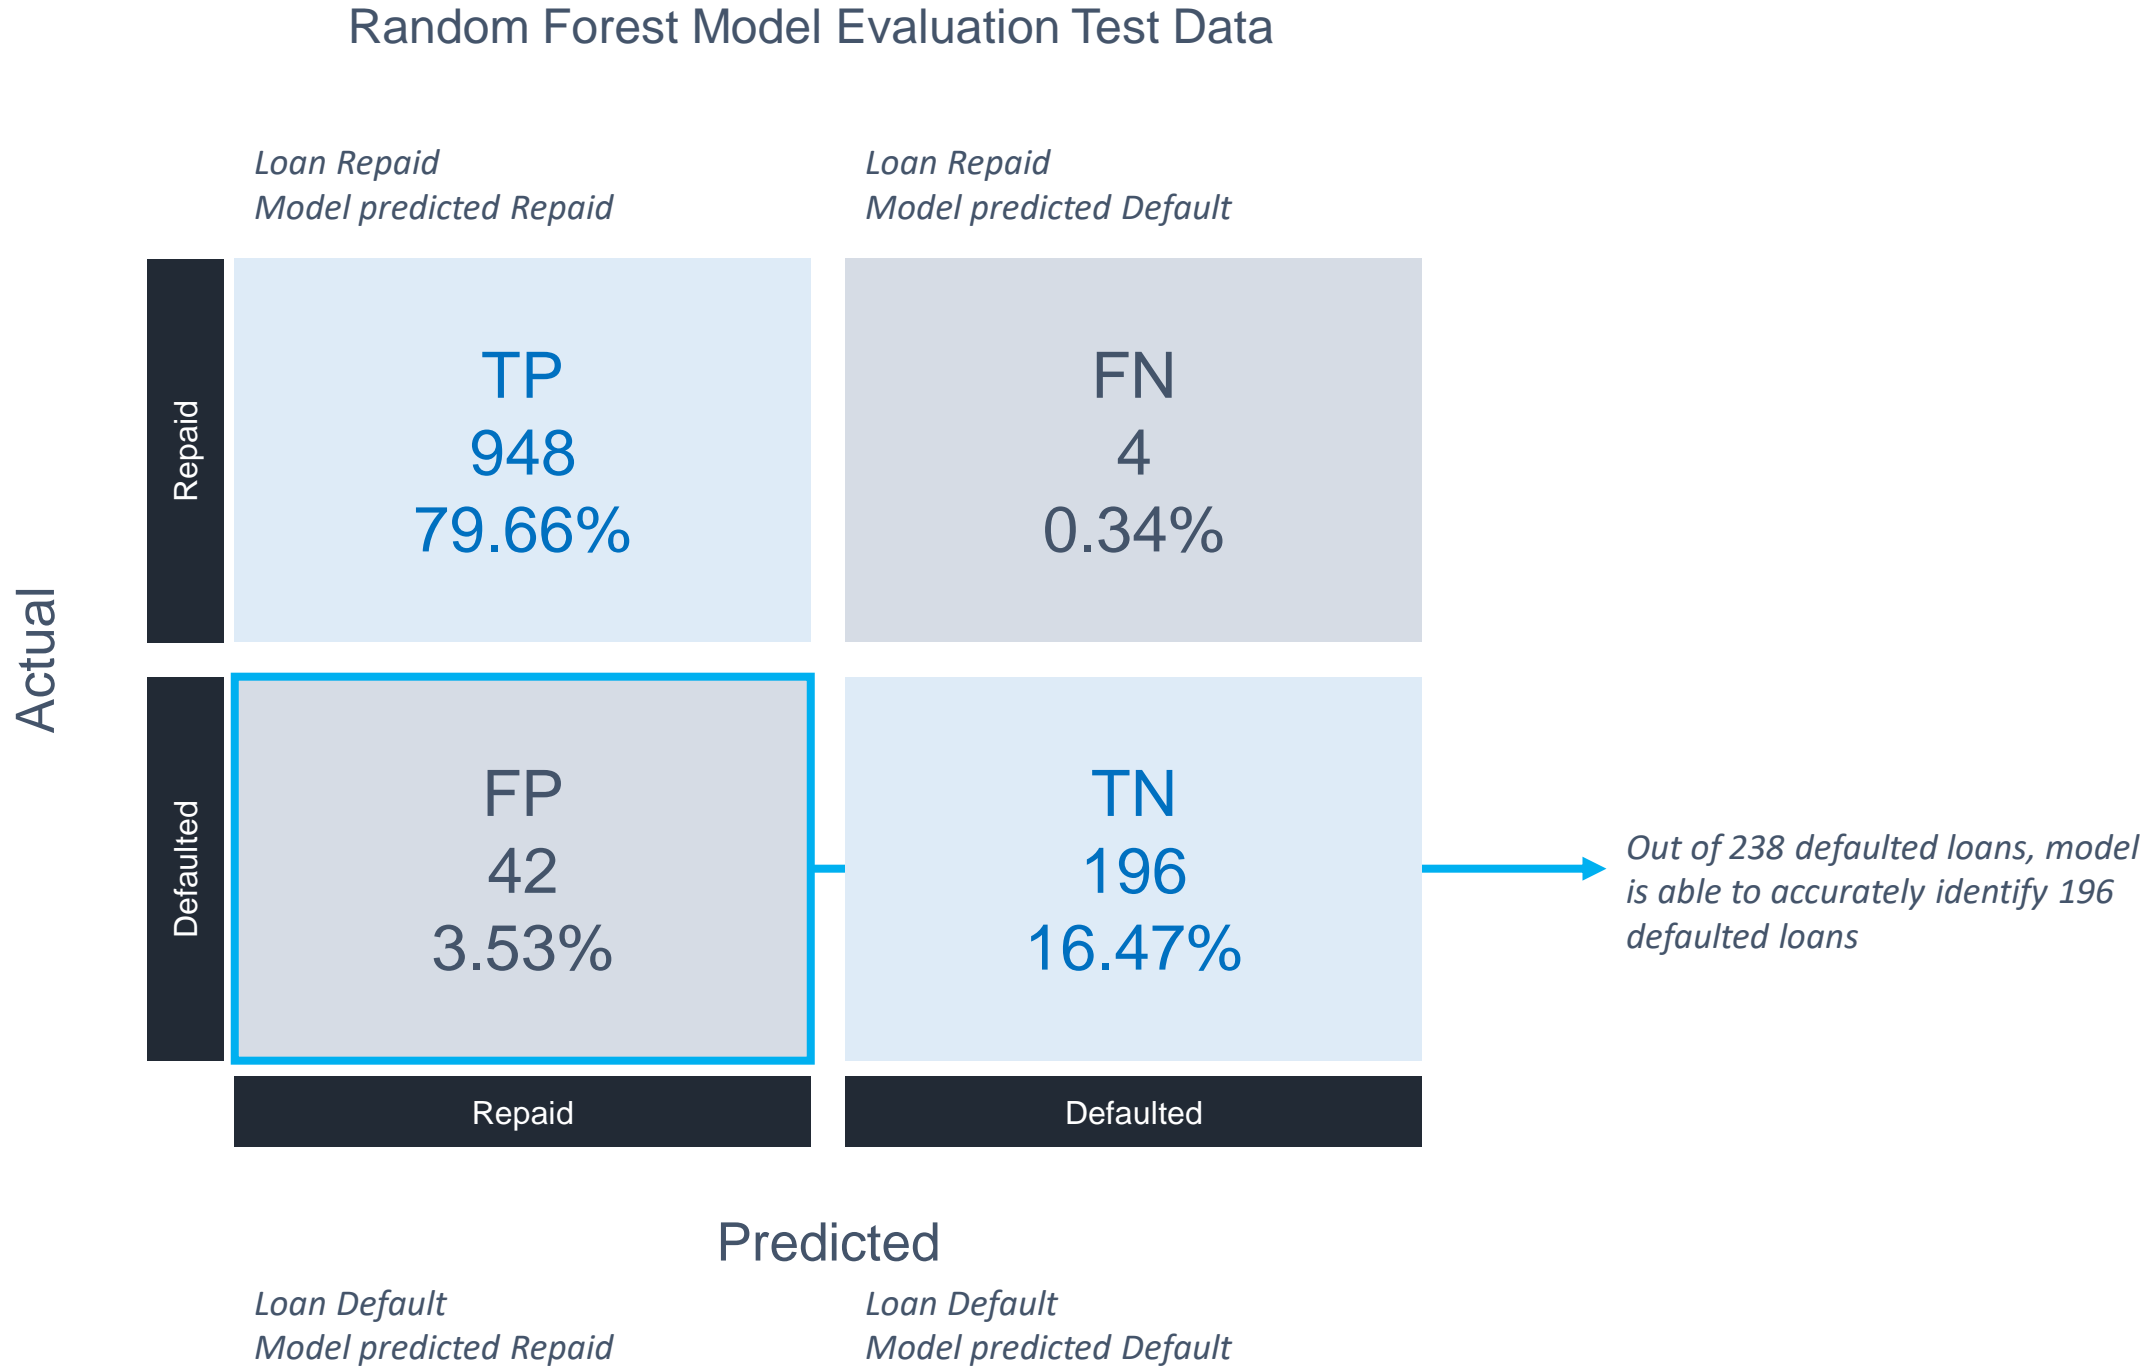 Random Forest Model Evaluation Test Data
Loan Repaid
Model predicted Repaid
Loan Repaid
Model predicted Default
Actual
Repaid
TP
948
79.66%
FN
4
0.34%
Defaulted
FP
42
3.53%
TN
196
16.47%
Out of 238 defaulted loans, model
is able to accurately identify 196
defaulted loans
Repaid
Defaulted
Predicted
Loan Default
Model predicted Repaid
Loan Default
Model predicted Default